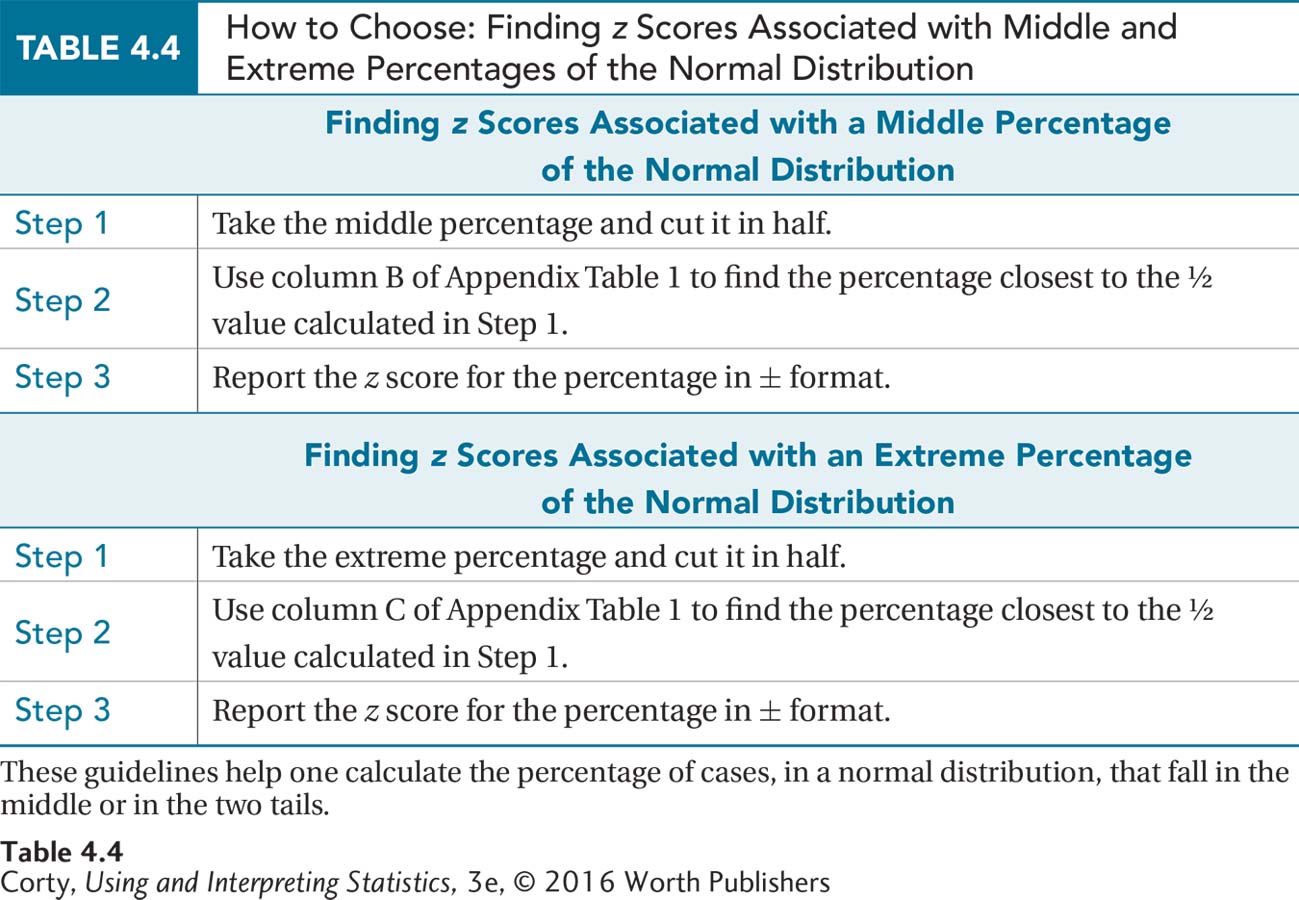 TABLE 4.4
How to Choose: Finding z Scores Associated with Middle and
Extreme Percentages of the Normal Distribution
Finding z Scores Associated with a Middle Percentage
of the Normal Distribution
Step 1
Take the middle percentage and cut it in half.
Step 2
Use column B of Appendix Table 1 to find the percentage closest to the ½
value calculated in Step 1.
Step 3
Report the z score for the percentage in ± format.
Finding z Scores Associated with an Extreme Percentage
of the Normal Distribution
Step 1
Take the extreme percentage and cut it in half.
Step 2
Use column C of Appendix Table 1 to find the percentage closest to the ½
value calculated in Step 1.
Step 3
Report the z score for the percentage in ± format.
These guidelines help one calculate the percentage of cases, in a normal distribution, that fall in the
middle or in the two tails.
Table 4.4
Corty, Using and Interpreting Statistics, 3e, © 2016 Worth Publishers